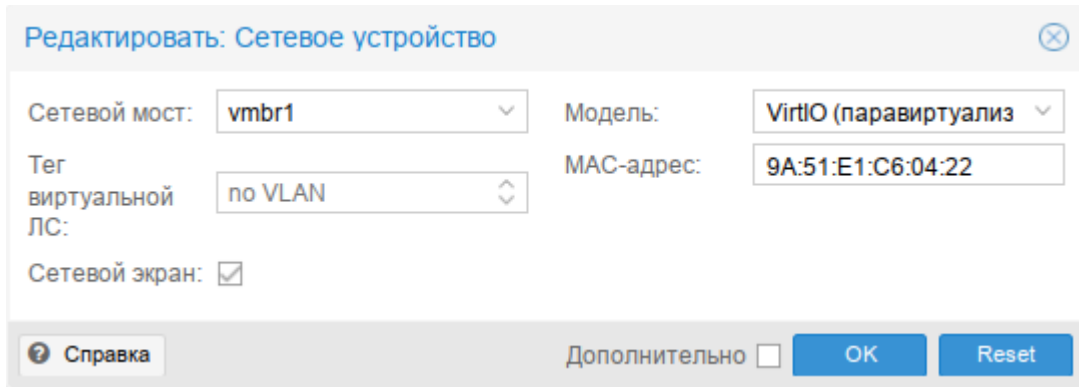 Редактировать: Сетевое устройство
Сетевой мост: vmbr1
Модель: VirtIO (паравиртуализ
Тег виртуальной ЛС: no VLAN
MAC-адрес: 9A:51:E1:C6:04:22
Сетевой экран:
Справка
Дополнительно
OK
Reset